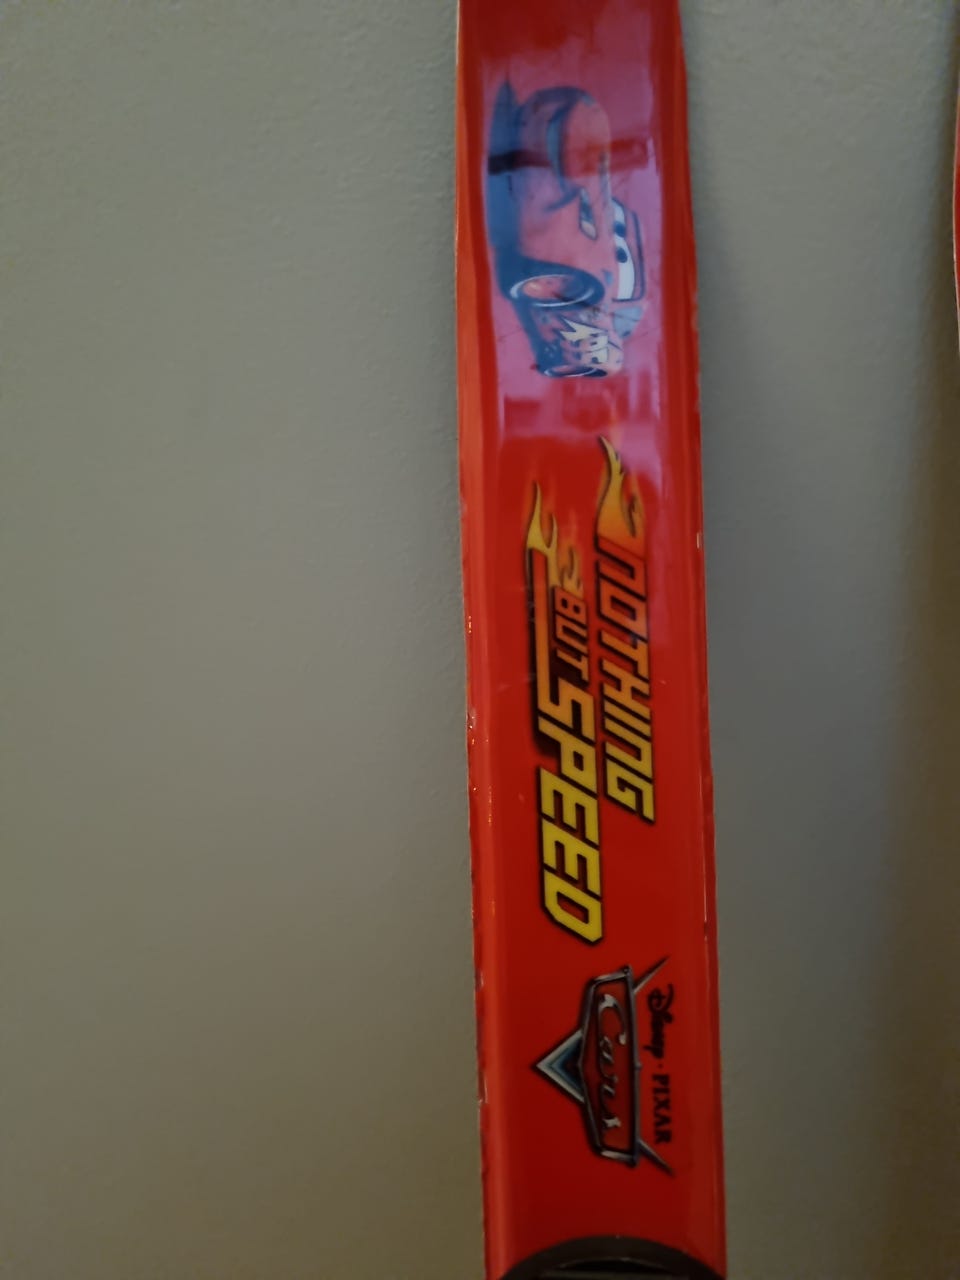 NOTHING
BUT SPEED
Disney · PIXAR
Cars